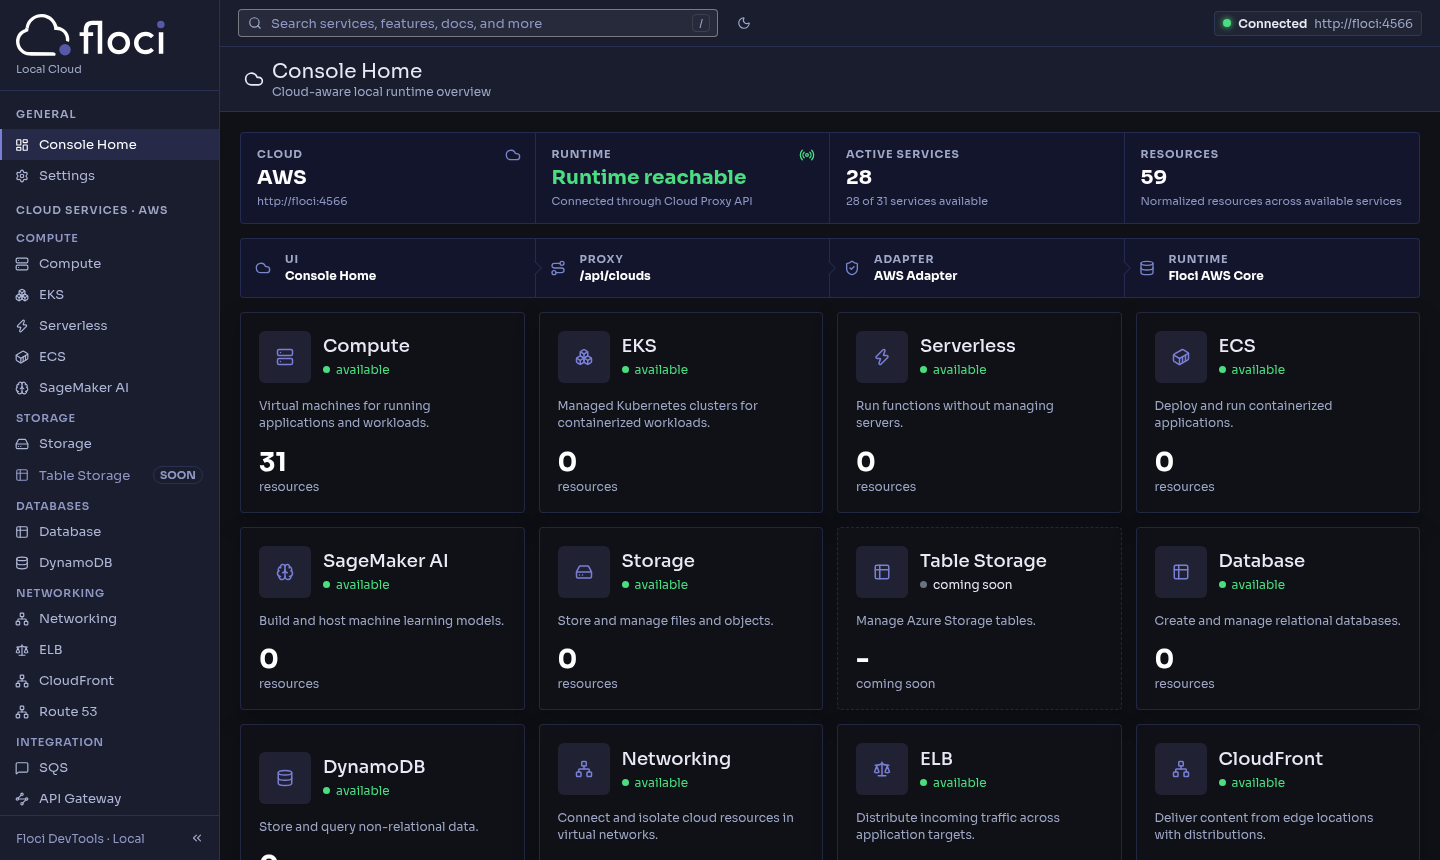 floci
Local Cloud
GENERAL
Console Home
Settings
CLOUD SERVICES · AWS
COMPUTE
Compute
EKS
Serverless
ECS
SageMaker AI
STORAGE
Storage
Table Storage SOON
DATABASES
Database
DynamoDB
NETWORKING
Networking
ELB
CloudFront
Route 53
INTEGRATION
SQS
API Gateway
Floci DevTools · Local
Search services, features, docs, and more /
Connected http://floci:4566
Console Home
Cloud-aware local runtime overview
CLOUD
AWS
http://floci:4566
RUNTIME
Runtime reachable
Connected through Cloud Proxy API
ACTIVE SERVICES
28
28 of 31 services available
RESOURCES
59
Normalized resources across available services
UI
Console Home
PROXY
/api/clouds
ADAPTER
AWS Adapter
RUNTIME
Floci AWS Core
Compute
available
Virtual machines for running
applications and workloads.
31
resources
EKS
available
Managed Kubernetes clusters for
containerized workloads.
0
resources
Serverless
available
Run functions without managing
servers.
0
resources
ECS
available
Deploy and run containerized
applications.
0
resources
SageMaker AI
available
Build and host machine learning models.
0
resources
Storage
available
Store and manage files and objects.
0
resources
Table Storage
coming soon
Manage Azure Storage tables.
-
coming soon
Database
available
Create and manage relational databases.
0
resources
DynamoDB
available
Store and query non-relational data.
Networking
available
Connect and isolate cloud resources in
virtual networks.
ELB
available
Distribute incoming traffic across
application targets.
CloudFront
available
Deliver content from edge locations
with distributions.